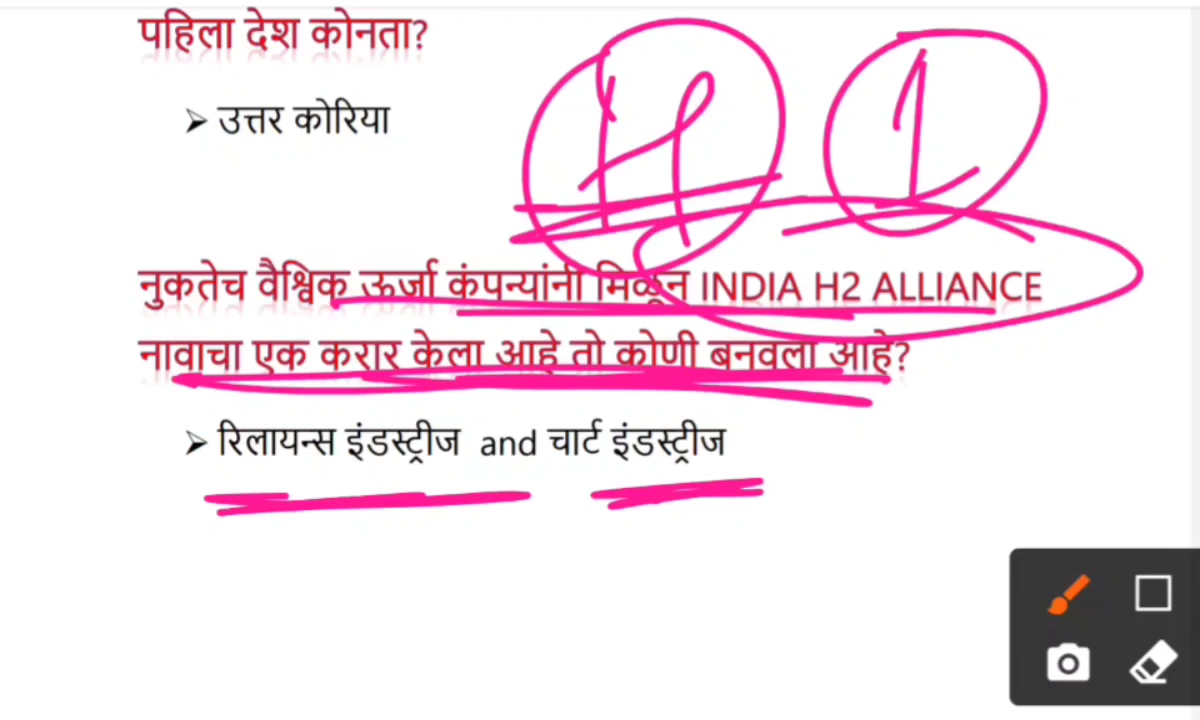 पहिला देश कोनता?
➢ उत्तर कोरिया
H 1
नुकतेच वैश्विक ऊर्जा कंपन्यांनी मिळून INDIA H2 ALLIANCE
नावाचा एक करार केला आहे तो कोणी बनवला आहे?
➢ रिलायन्स इंडस्ट्रीज and चार्ट इंडस्ट्रीज